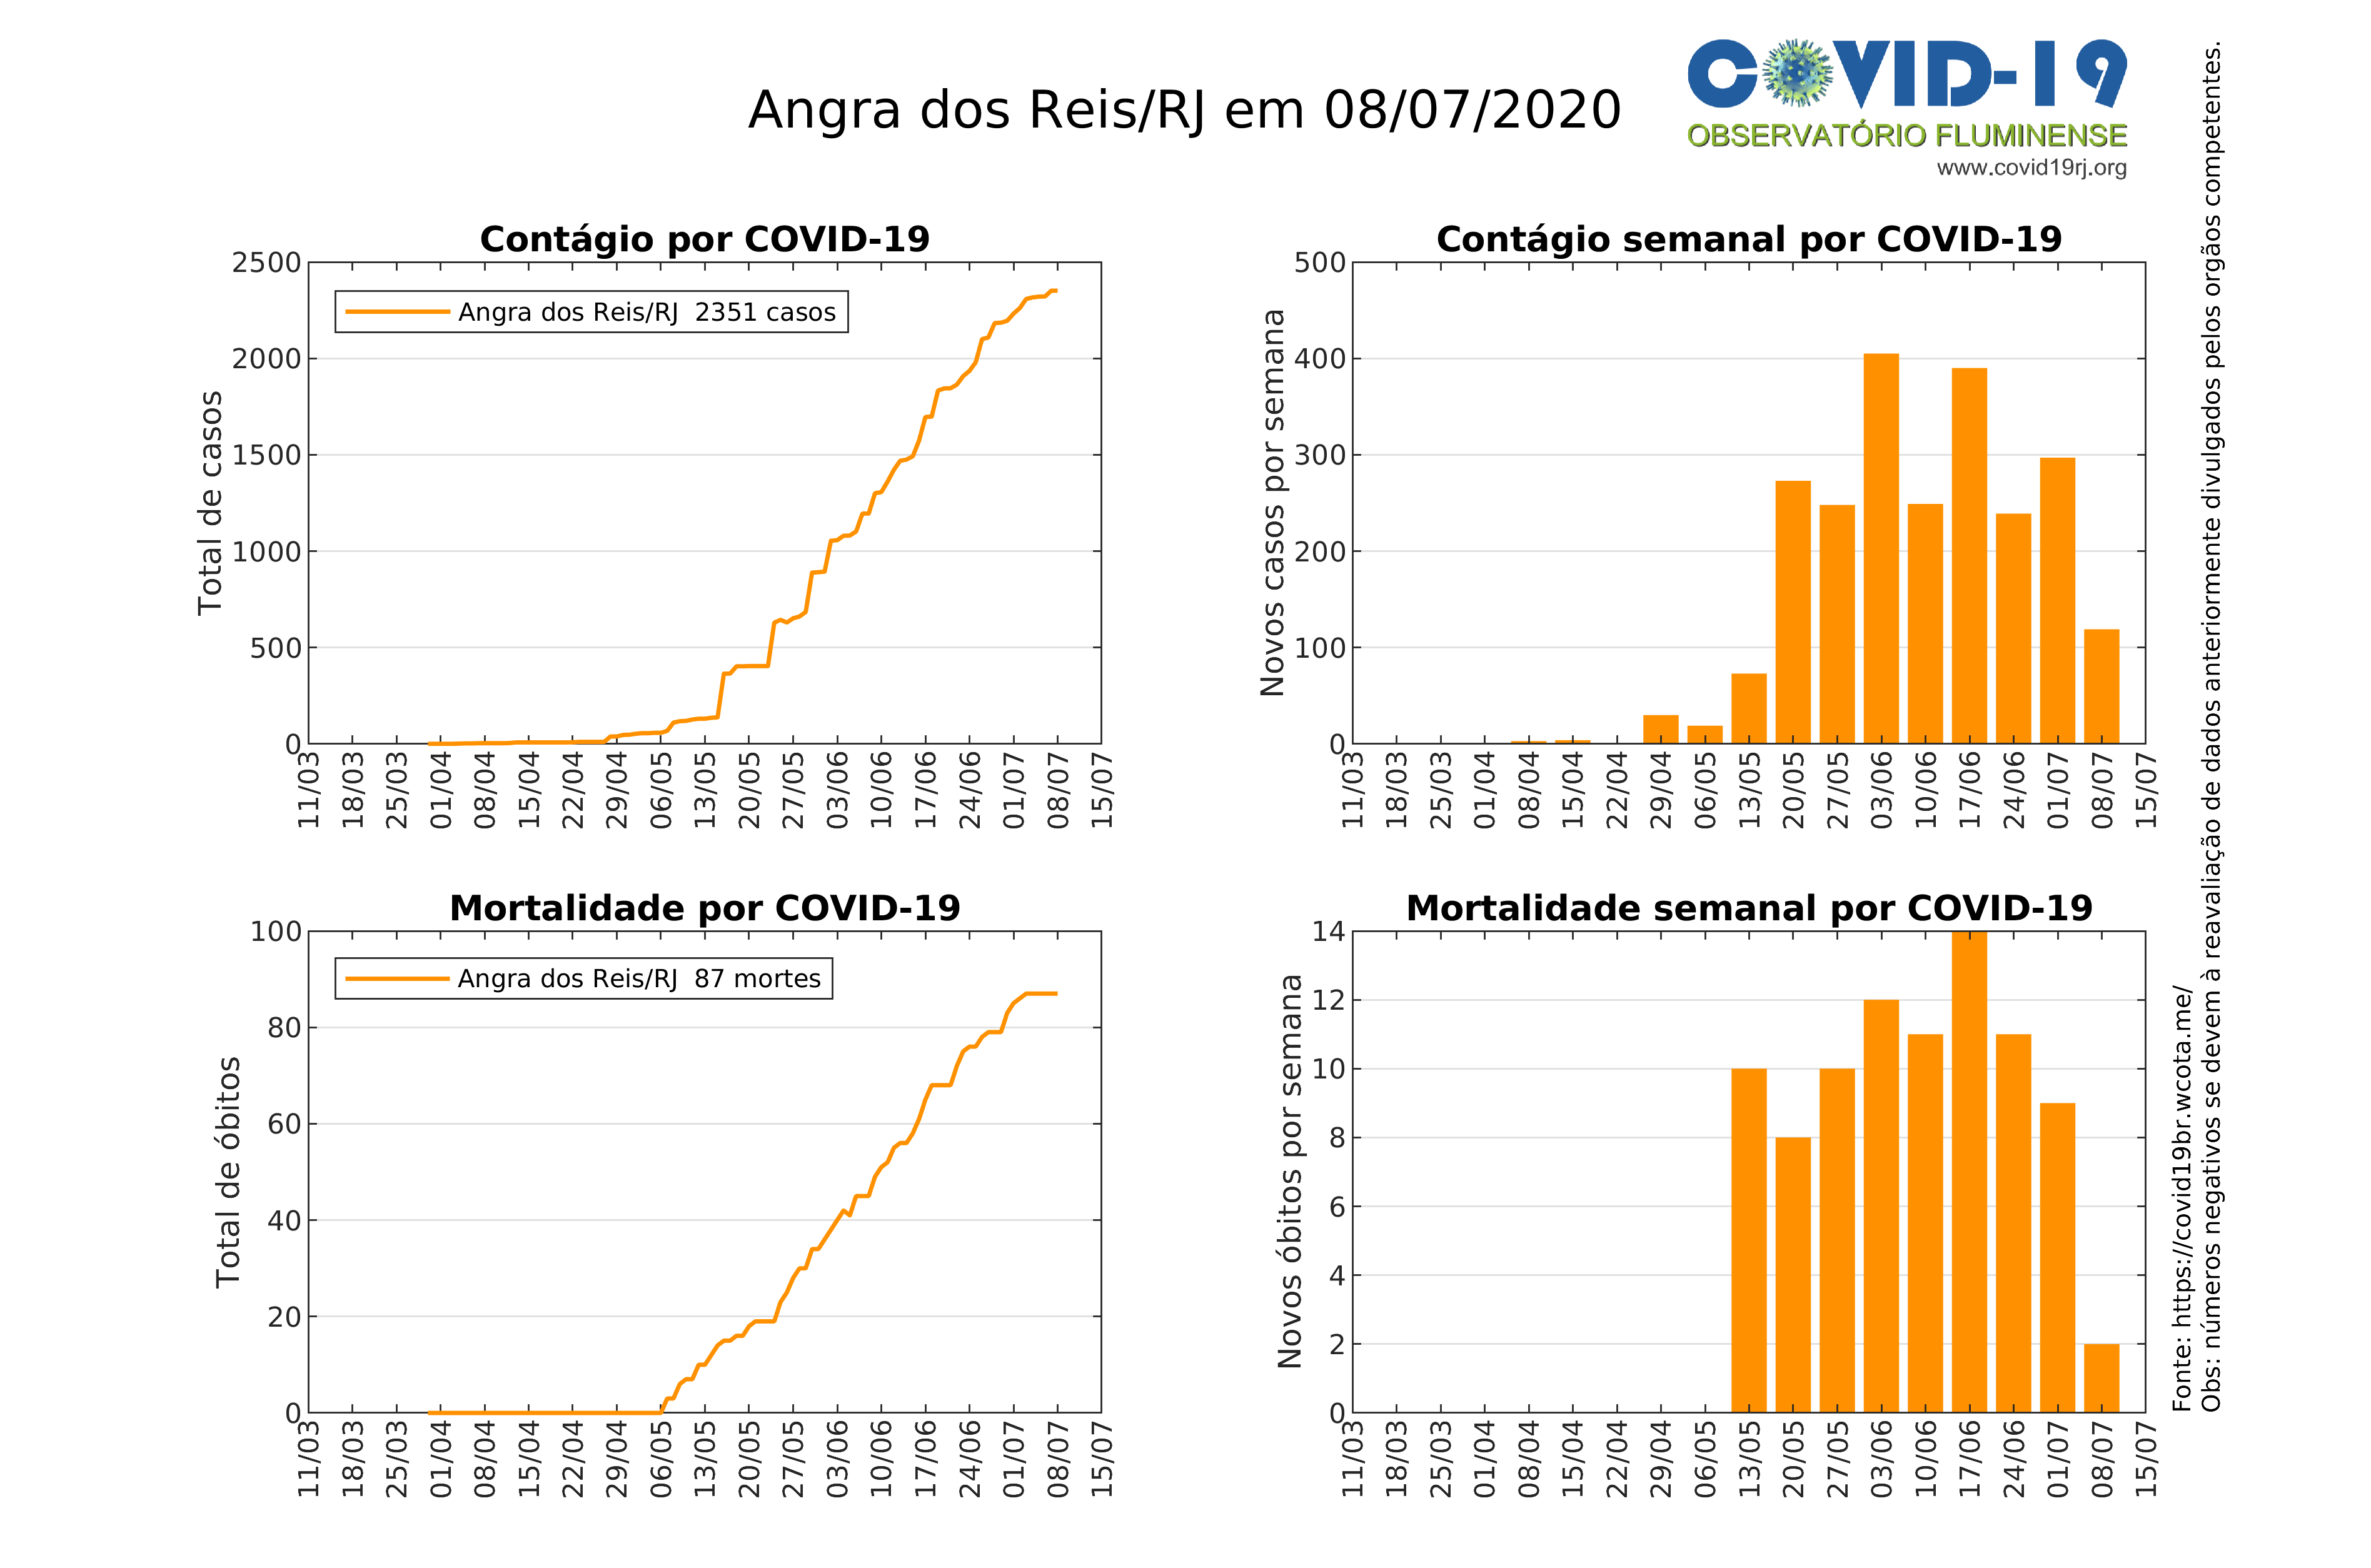 Angra dos Reis/RJ em 08/07/2020
COVID-19
OBSERVATÓRIO FLUMINENSE
www.covid19rj.org
Contágio por COVID-19
Total de casos
2500
2000
1500
1000
500
0
Angra dos Reis/RJ 2351 casos
11/03 18/03 25/03 01/04 08/04 15/04 22/04 29/04 06/05 13/05 20/05 27/05 03/06 10/06 17/06 24/06 01/07 08/07 15/07
Contágio semanal por COVID-19
Novos casos por semana
500
400
300
200
100
0
11/03 18/03 25/03 01/04 08/04 15/04 22/04 29/04 06/05 13/05 20/05 27/05 03/06 10/06 17/06 24/06 01/07 08/07 15/07
Mortalidade por COVID-19
Total de óbitos
100
80
60
40
20
0
Angra dos Reis/RJ 87 mortes
11/03 18/03 25/03 01/04 08/04 15/04 22/04 29/04 06/05 13/05 20/05 27/05 03/06 10/06 17/06 24/06 01/07 08/07 15/07
Mortalidade semanal por COVID-19
Novos óbitos por semana
14
12
10
8
6
4
2
0
11/03 18/03 25/03 01/04 08/04 15/04 22/04 29/04 06/05 13/05 20/05 27/05 03/06 10/06 17/06 24/06 01/07 08/07 15/07
Fonte: https://covid19br.wcota.me/
Obs: números negativos se devem à reavaliação de dados anteriormente divulgados pelos orgãos competentes.